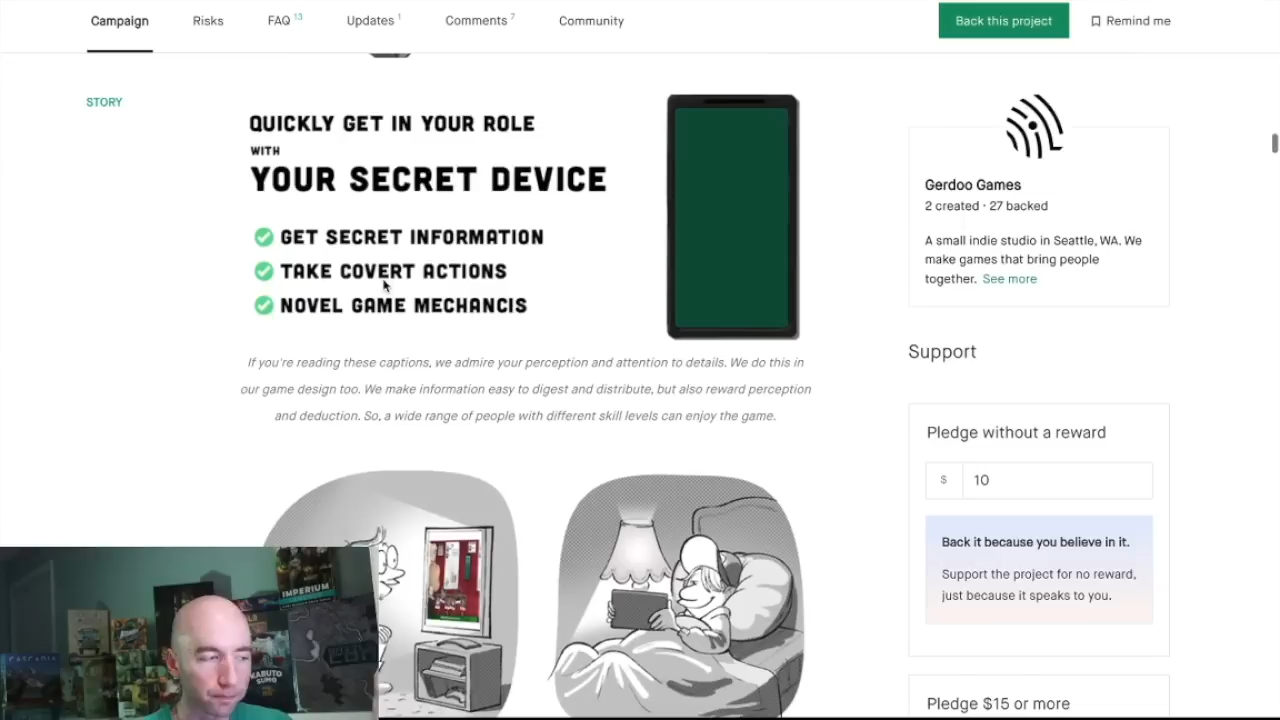 Campaign
Risks
FAQ 13
Updates 1
Comments 7
Community
Back this project
Remind me
STORY
QUICKLY GET IN YOUR ROLE
WITH
YOUR SECRET DEVICE
GET SECRET INFORMATION
TAKE COVERT ACTIONS
NOVEL GAME MECHANCIS
If you're reading these captions, we admire your perception and attention to details. We do this in
our game design too. We make information easy to digest and distribute, but also reward perception
and deduction. So, a wide range of people with different skill levels can enjoy the game.
Gerdoo Games
2 created · 27 backed
A small indie studio in Seattle, WA. We
make games that bring people
together. See more
Support
Pledge without a reward
$ 10
Back it because you believe in it.
Support the project for no reward,
just because it speaks to you.
Pledge $15 or more
IMPERIUM
CASCADIA
NARUTO
SUMO